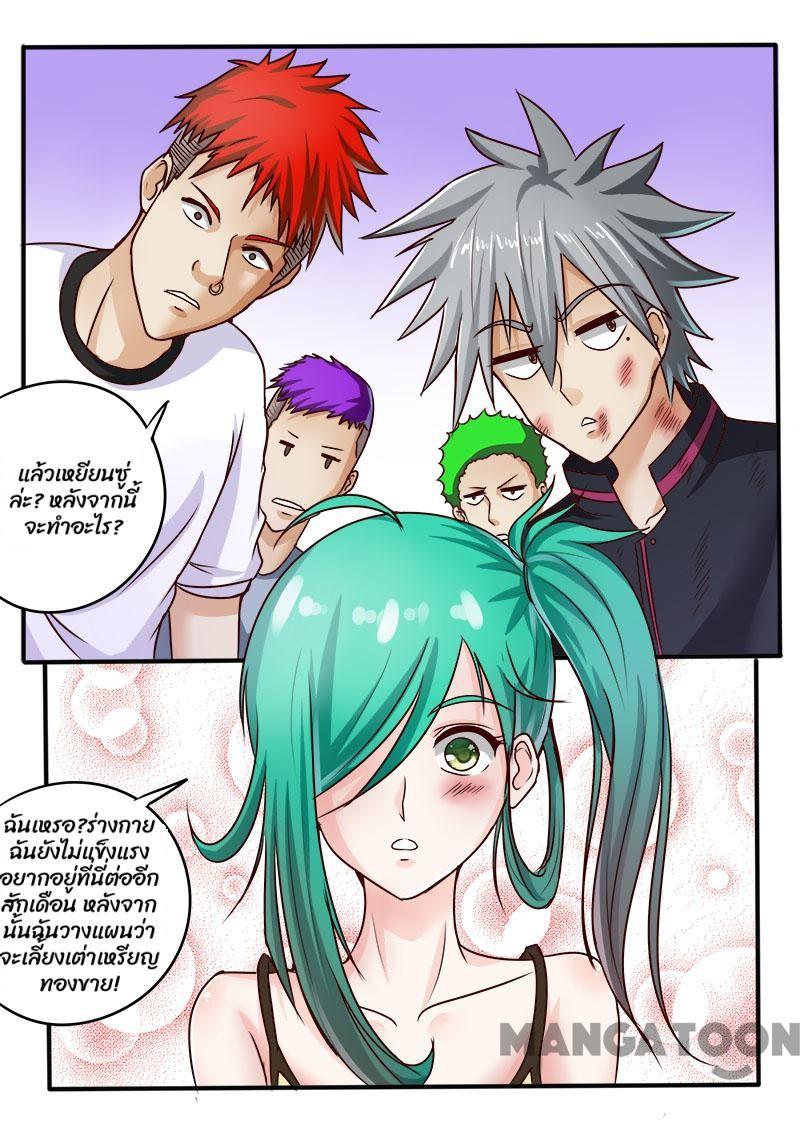 แล้วเหยียนซู่
ล่ะ? หลังจากนี้
จะทำอะไร?
ฉันเหรอ?ร่างกาย
ฉันยังไม่แข็งแรง
อยากอยู่ที่นี่ต่ออีก
สักเดือน หลังจาก
นั้นฉันวางแผนว่า
จะเลี้ยงเต่าเหรียญ
ทองขาย!
MANGATOON